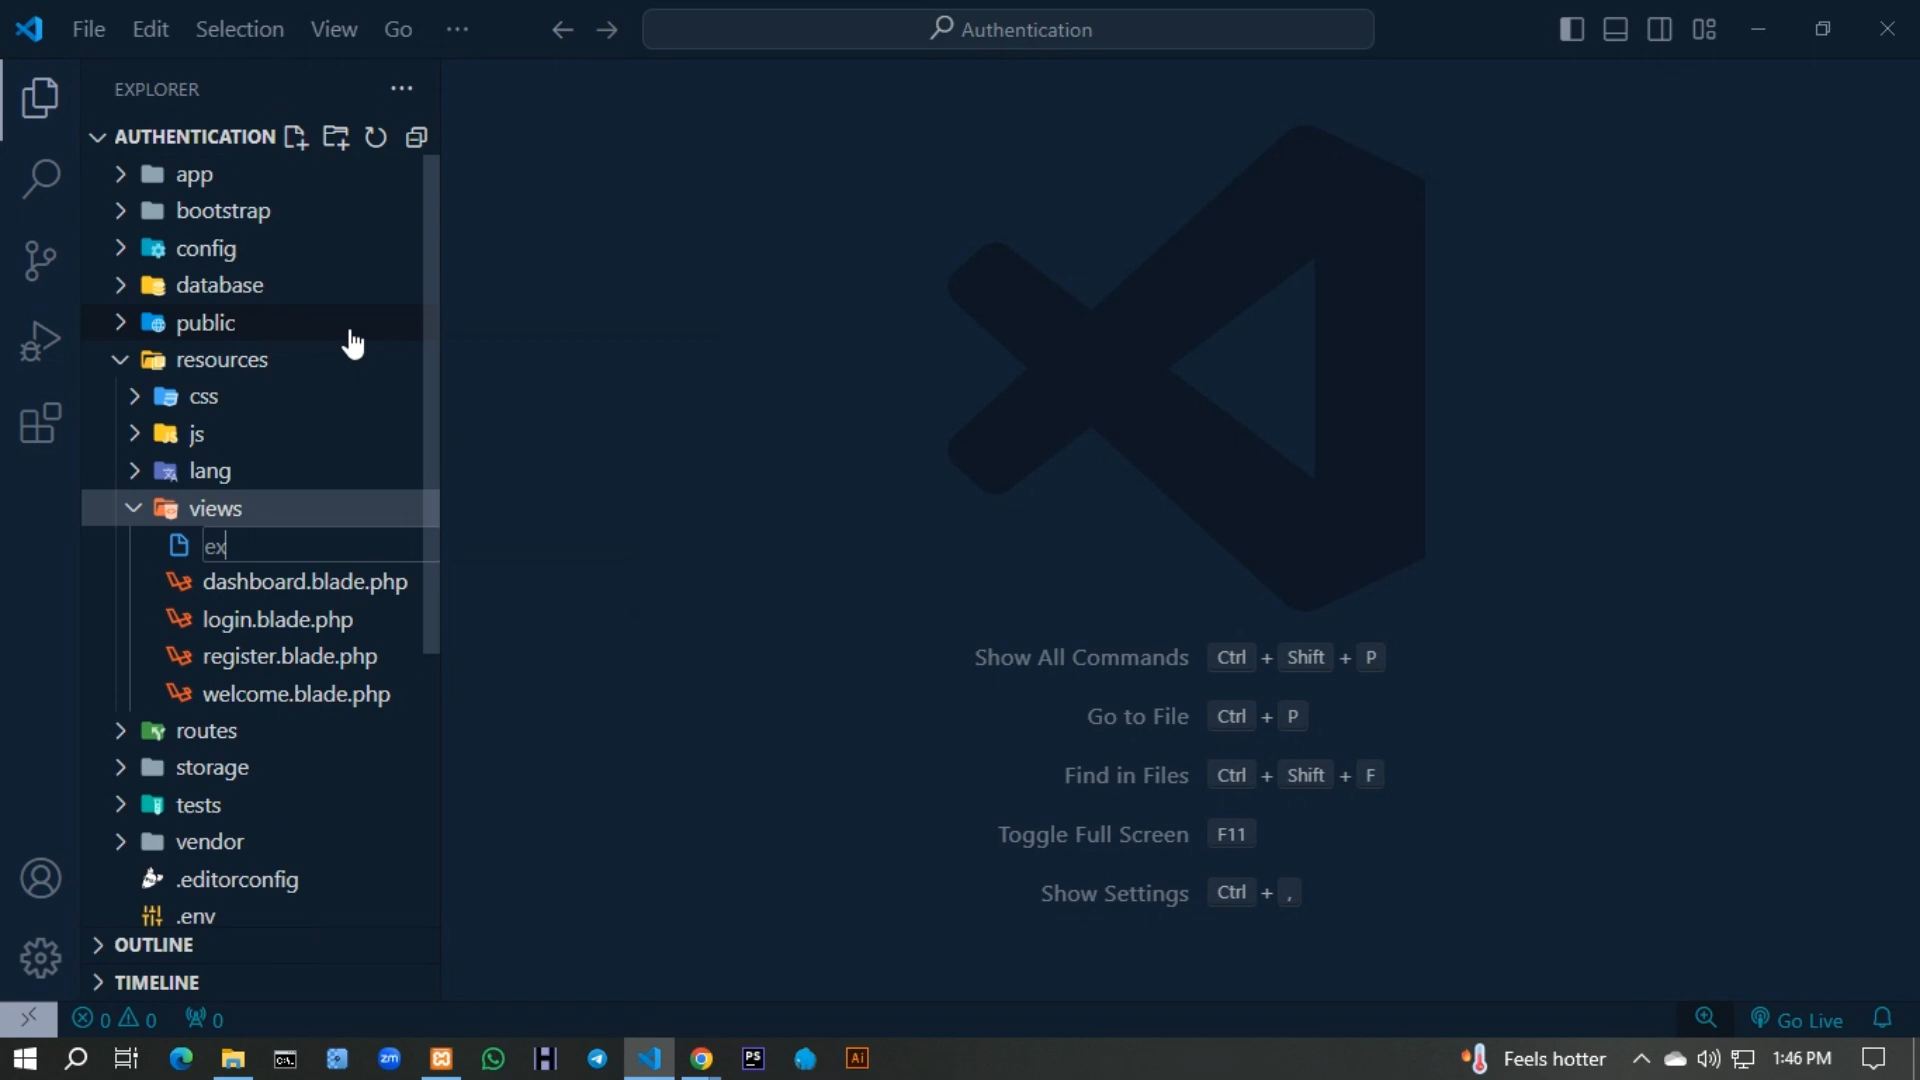 File Edit Selection View Go ··· Authentication
EXPLORER ···
AUTHENTICATION
app
bootstrap
config
database
public
resources
css
js
lang
views
ex
dashboard.blade.php
login.blade.php
register.blade.php
welcome.blade.php
routes
storage
tests
vendor
.editorconfig
.env
OUTLINE
TIMELINE
Show All Commands Ctrl + Shift + P
Go to File Ctrl + P
Find in Files Ctrl + Shift + F
Toggle Full Screen F11
Show Settings Ctrl + ,
0 0 0 Go Live
zm PS Ai Feels hotter 1:46 PM